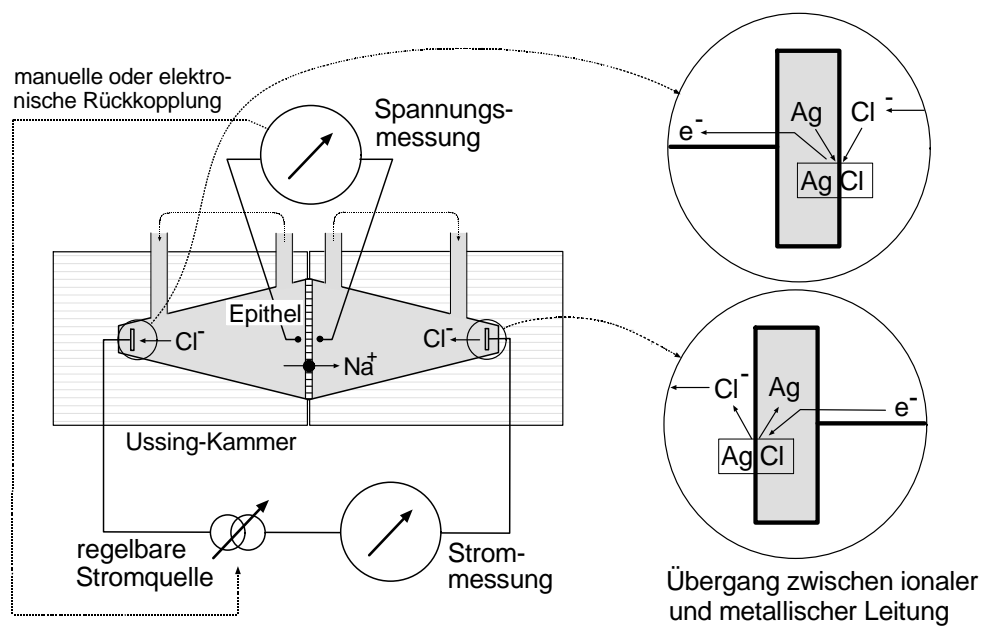 manuelle oder elektro-
nische Rückkopplung
Spannungs-
messung
Epithel
Cl-
Cl-
Na+
Ussing-Kammer
regelbare
Stromquelle
Strom-
messung
Ag
Cl-
e-
Ag Cl
Cl-
Ag
e-
Ag Cl
Übergang zwischen ionaler
und metallischer Leitung